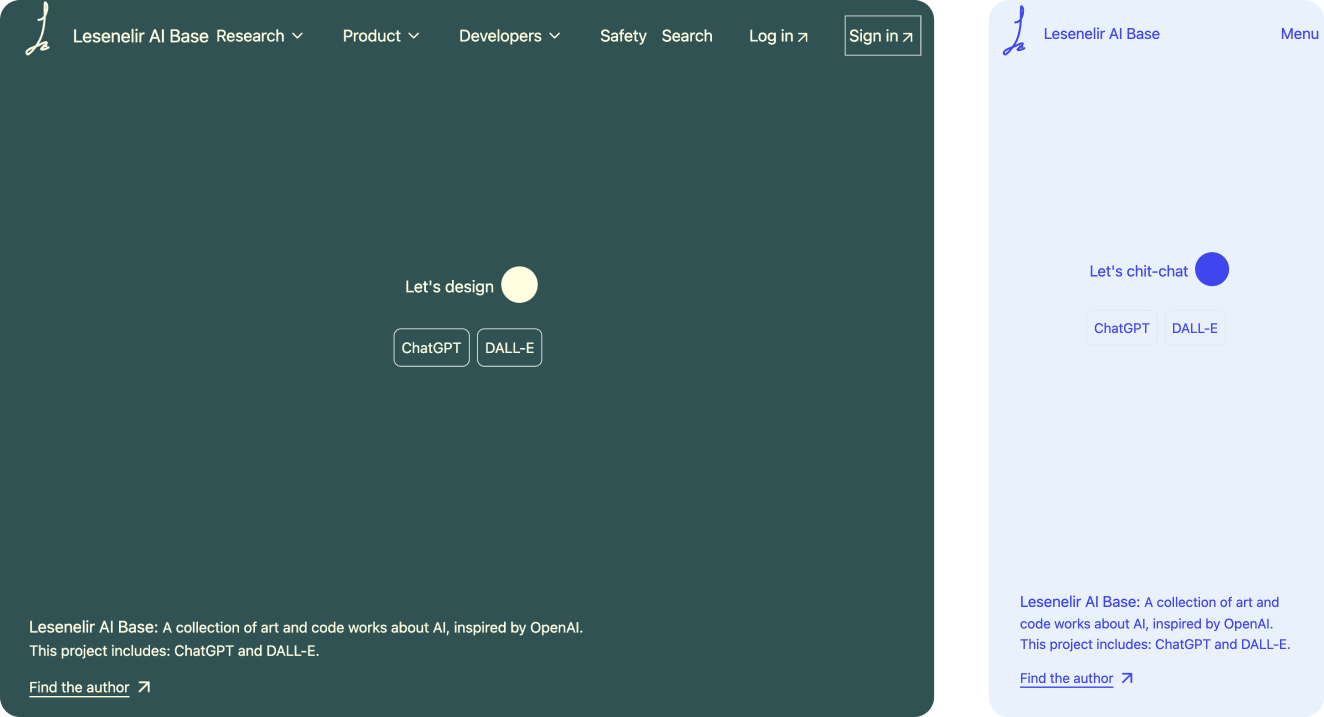 Lesenelir AI Base Research Product Developers Safety Search Log in Sign in
Let's design
ChatGPT DALL-E
Lesenelir AI Base: A collection of art and code works about AI, inspired by OpenAI.
This project includes: ChatGPT and DALL-E.
Find the author
Lesenelir AI Base Menu
Let's chit-chat
ChatGPT DALL-E
Lesenelir AI Base: A collection of art and
code works about AI, inspired by OpenAI.
This project includes: ChatGPT and DALL-E.
Find the author